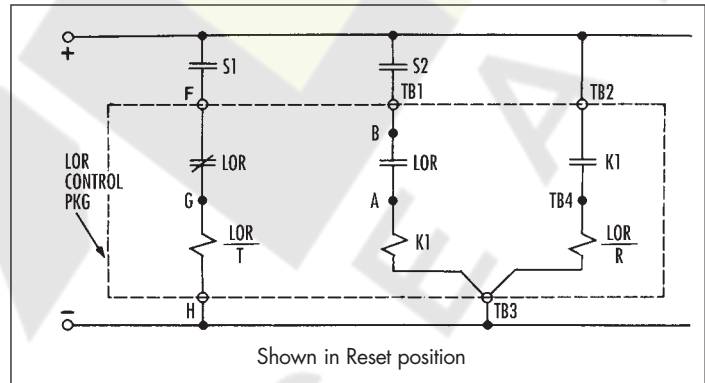 +
S1
S2
F
TB1
TB2
B
LOR
CONTROL
PKG
LOR
LOR
K1
G
A
TB4
LOR
T
K1
LOR
R
H
TB3
−
Shown in Reset position